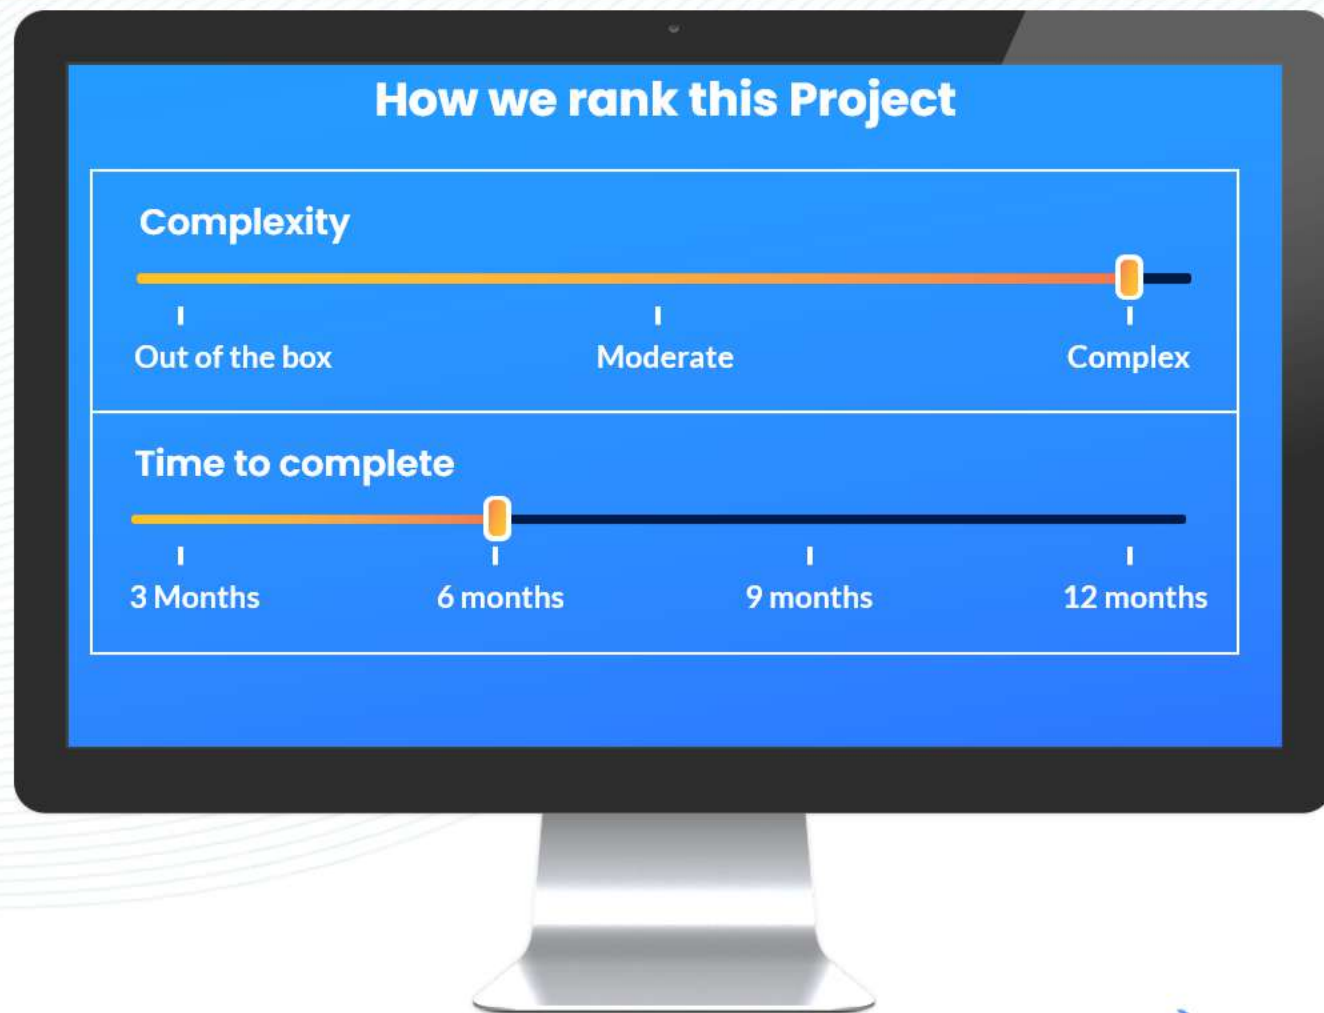 How we rank this Project
Complexity
Out of the box Moderate Complex
Time to complete
3 Months 6 months 9 months 12 months